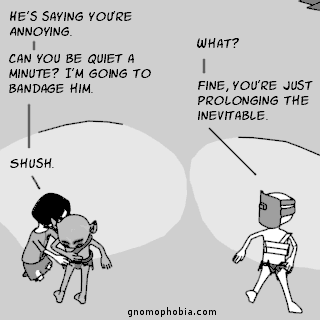 HE'S SAYING YOU'RE
ANNOYING.
CAN YOU BE QUIET A
MINUTE? I'M GOING TO
BANDAGE HIM.
SHUSH.
WHAT?
FINE, YOU'RE JUST
PROLONGING THE
INEVITABLE.
gnomophobia.com